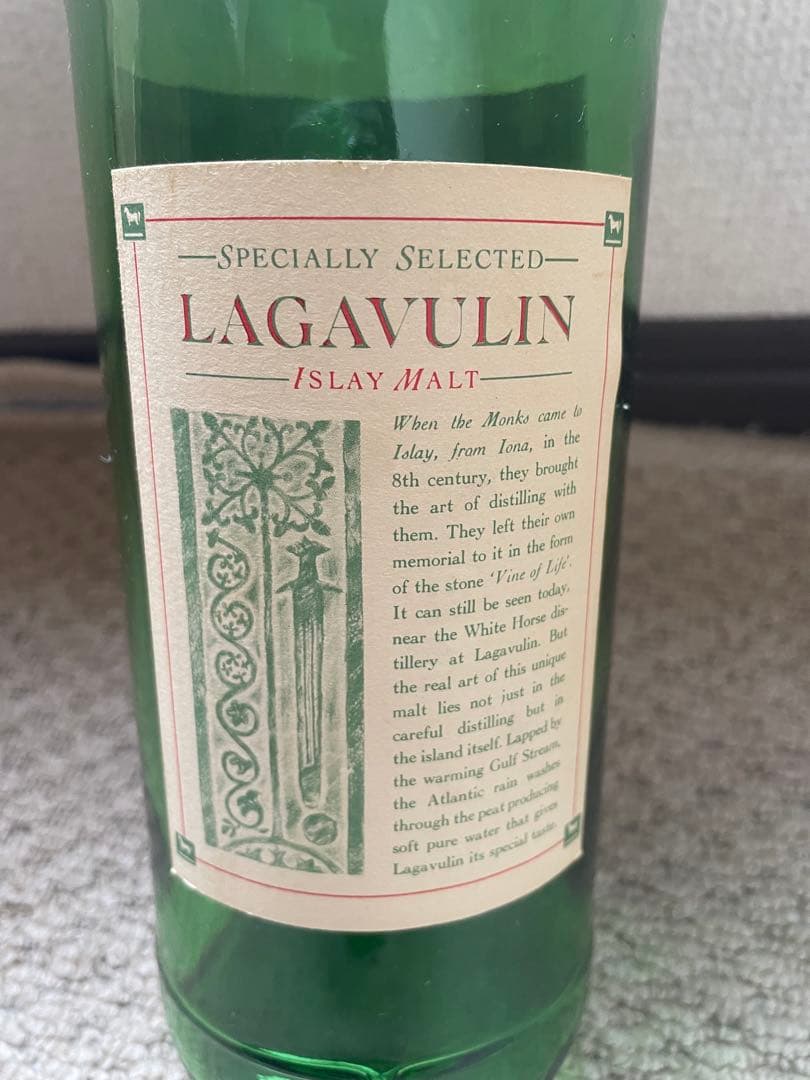 SPECIALLY SELECTED
LAGAVULIN
ISLAY MALT
When the Monks came to
Islay, from Iona, in the
8th century, they brought
the art of distilling with
them. They left their own
memorial to it in the form
of the stone ‘Vine of Life’.
It can still be seen today,
near the White Horse dis-
tillery at Lagavulin. But
the real art of this unique
malt lies not just in the
careful distilling but in
the island itself. Lapped by
the warming Gulf Stream,
the Atlantic rain washes
through the peat producing
soft pure water that gives
Lagavulin its special taste.